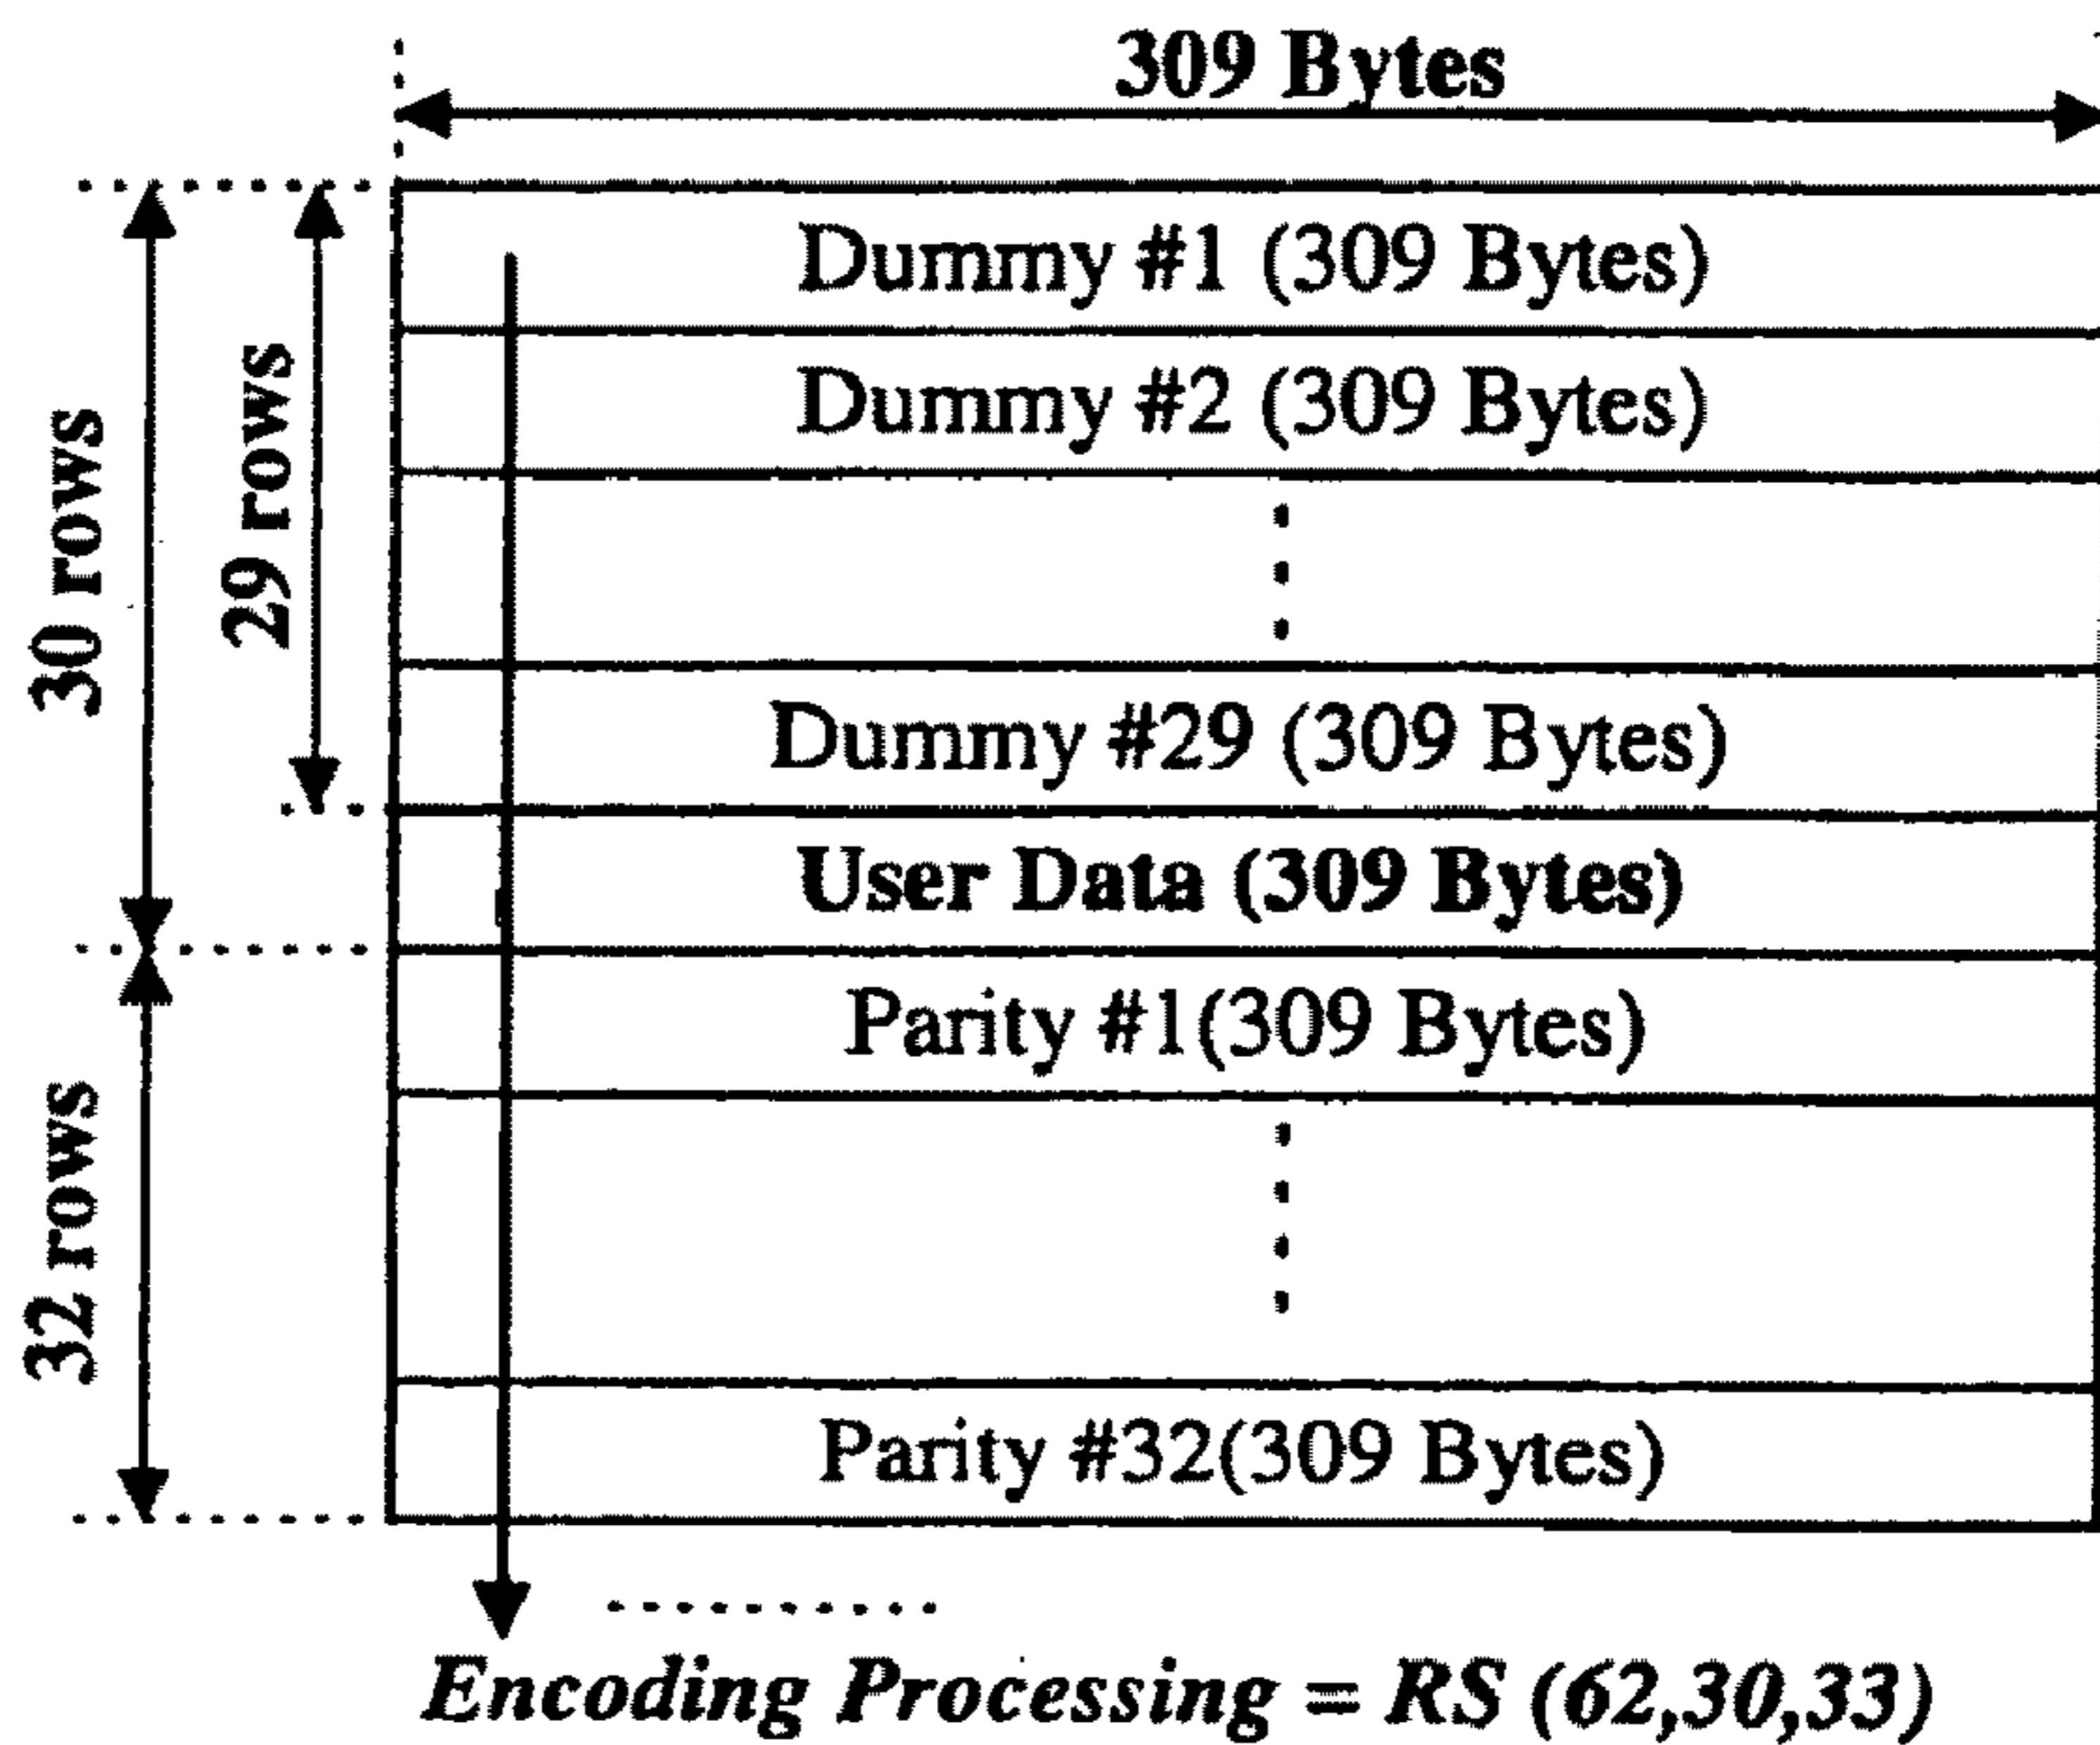 309 Bytes
Dummy #1 (309 Bytes)
Dummy #2 (309 Bytes)
30 rows
29 rows
Dummy #29 (309 Bytes)
User Data (309 Bytes)
Parity #1(309 Bytes)
32 rows
Parity #32(309 Bytes)
Encoding Processing = RS (62,30,33)